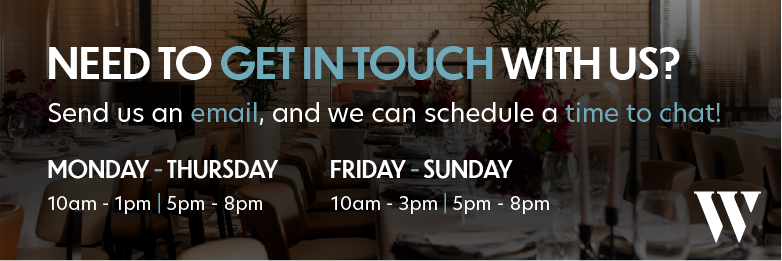 NEED TO GET IN TOUCH WITH US?
Send us an email, and we can schedule a time to chat!
MONDAY - THURSDAY
10am - 1pm | 5pm - 8pm
FRIDAY - SUNDAY
10am - 3pm | 5pm - 8pm
W